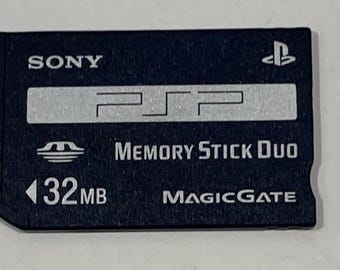 SONY
PSP
MEMORY STICK DUO
32MB
MAGICGATE